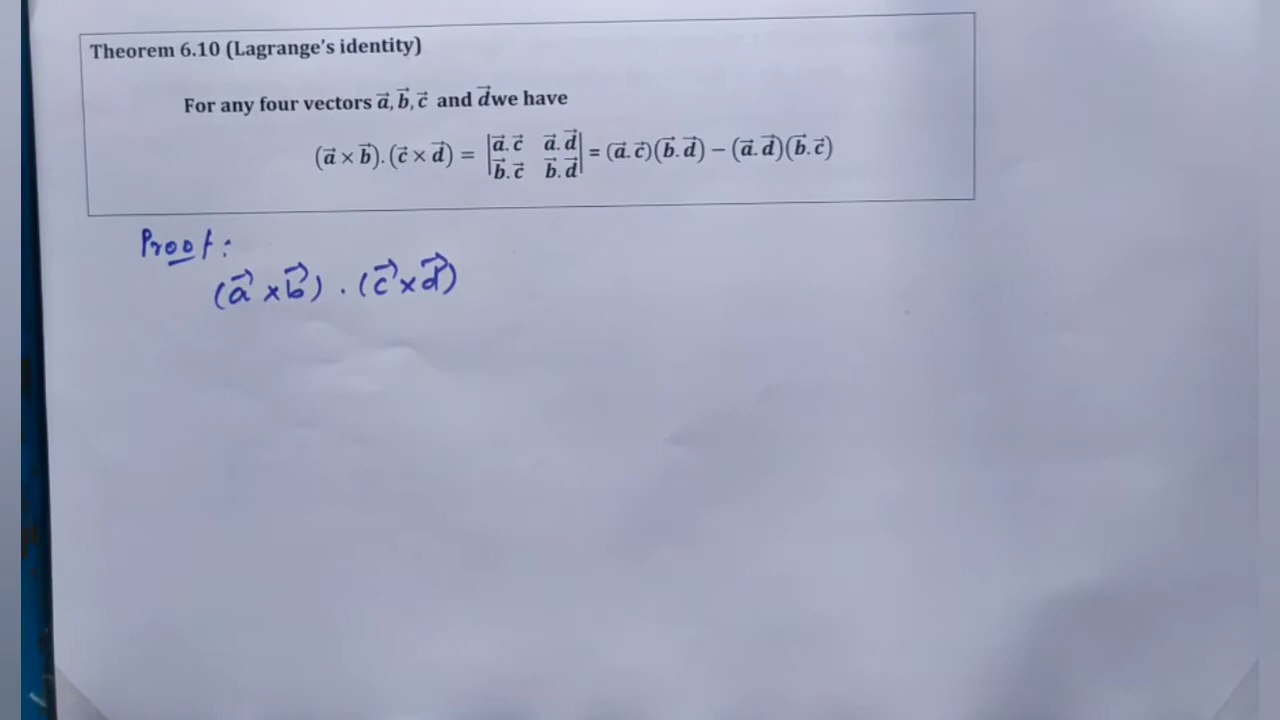 Theorem 6.10 (Lagrange's identity)
For any four vectors a⃗, b⃗, c⃗ and d⃗we have
(a⃗ × b⃗). (c⃗ × d⃗) = |a⃗. c⃗ a⃗. d⃗| = (a⃗. c⃗)(b⃗. d⃗) − (a⃗. d⃗)(b⃗. c⃗)
|b⃗. c⃗ b⃗. d⃗|
Proof:
(a⃗ × b⃗) . (c⃗ × d⃗)